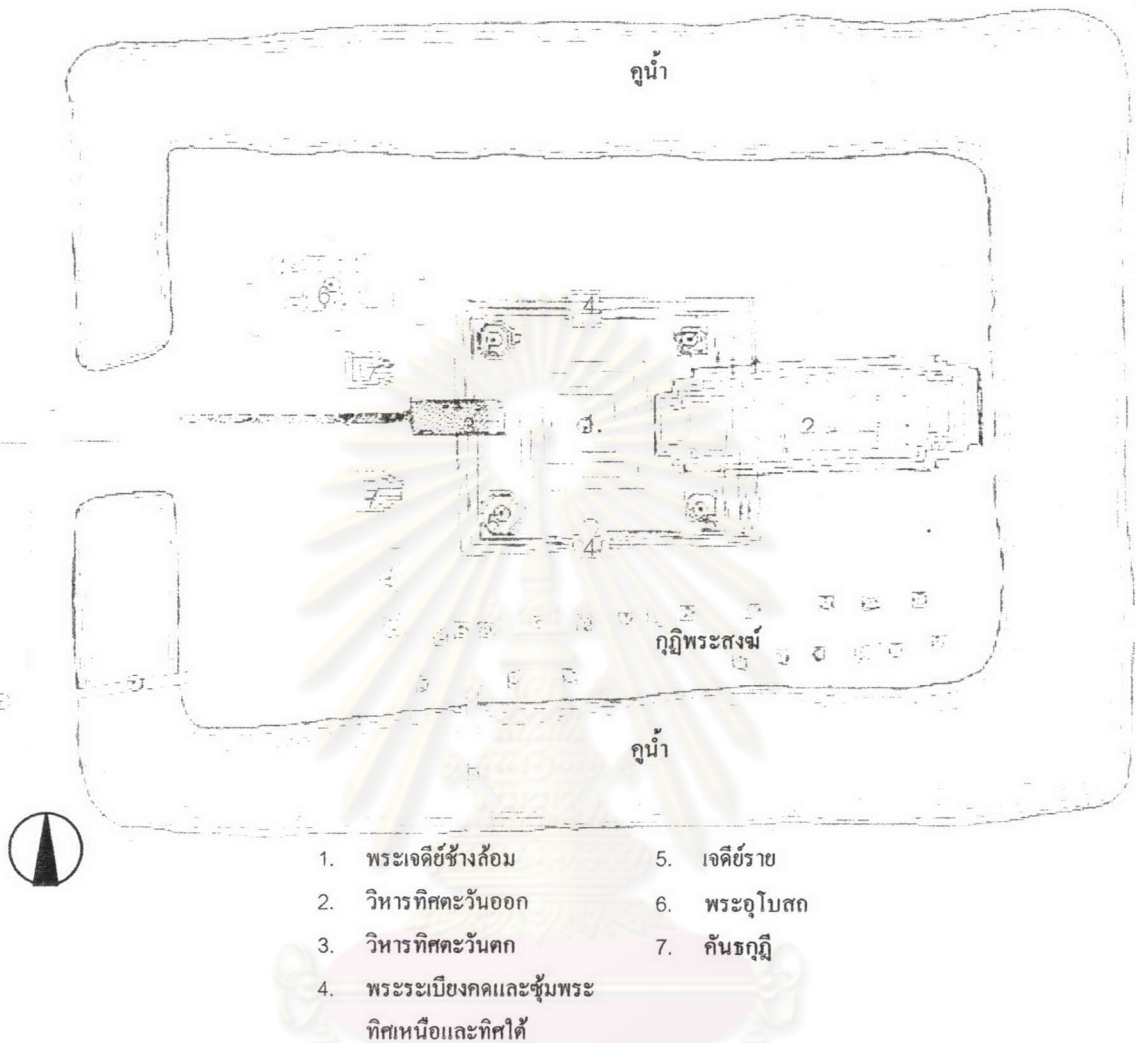 คูน้ำ
4
6
5
7
3
1.
2
7
5
5
4
กุฏิพระสงฆ์
คูน้ำ
1. พระเจดีย์ช้างล้อม
2. วิหารทิศตะวันออก
3. วิหารทิศตะวันตก
4. พระระเบียงคดและซุ้มพระ
ทิศเหนือและทิศใต้
5. เจดีย์ราย
6. พระอุโบสถ
7. คันธกุฎี